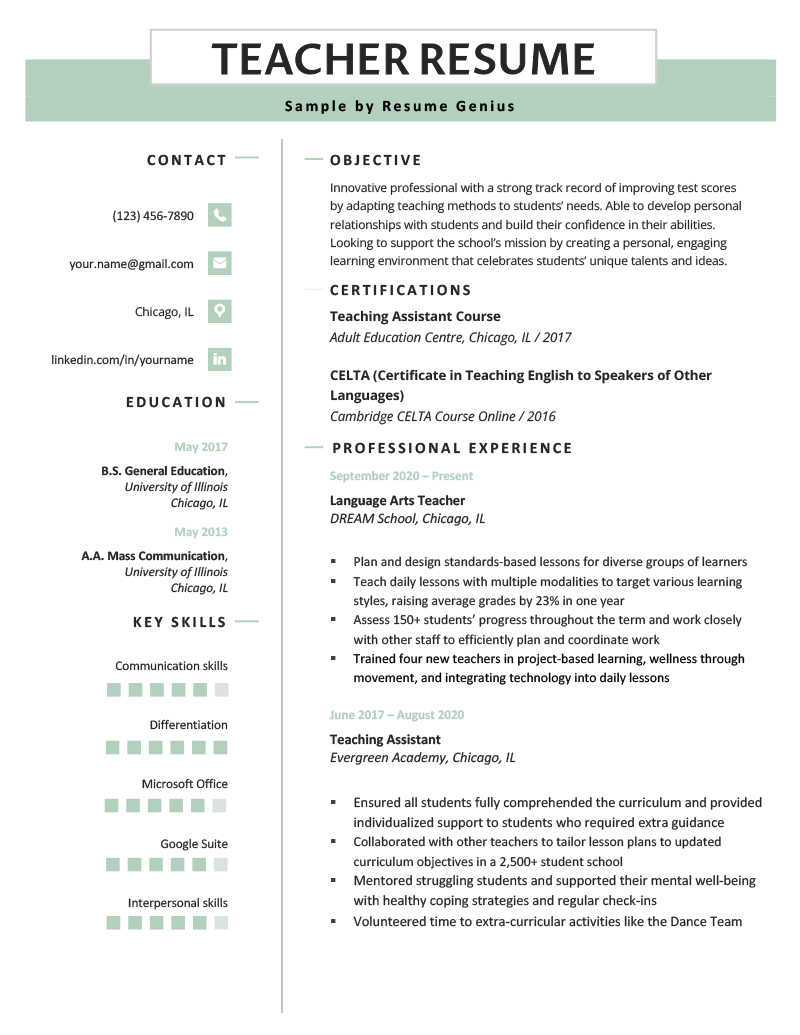 TEACHER RESUME
Sample by Resume Genius
CONTACT
(123) 456-7890
your.name@gmail.com
Chicago, IL
in
linkedin.com/in/yourname
EDUCATION
May 2017
B.S. General Education,
University of Illinois
Chicago, IL
May 2013
A.A. Mass Communication,
University of Illinois
Chicago, IL
KEY SKILLS
Communication skills
Differentiation
Microsoft Office
Google Suite
Interpersonal skills
OBJECTIVE
Innovative professional with a strong track record of improving test scores
by adapting teaching methods to students’ needs. Able to develop personal
relationships with students and build their confidence in their abilities.
Looking to support the school’s mission by creating a personal, engaging
learning environment that celebrates students’ unique talents and ideas.
CERTIFICATIONS
Teaching Assistant Course
Adult Education Centre, Chicago, IL / 2017
CELTA (Certificate in Teaching English to Speakers of Other
Languages)
Cambridge CELTA Course Online / 2016
PROFESSIONAL EXPERIENCE
September 2020 – Present
Language Arts Teacher
DREAM School, Chicago, IL
▪ Plan and design standards-based lessons for diverse groups of learners
▪ Teach daily lessons with multiple modalities to target various learning
styles, raising average grades by 23% in one year
▪ Assess 150+ students’ progress throughout the term and work closely
with other staff to efficiently plan and coordinate work
▪ Trained four new teachers in project-based learning, wellness through
movement, and integrating technology into daily lessons
June 2017 – August 2020
Teaching Assistant
Evergreen Academy, Chicago, IL
▪ Ensured all students fully comprehended the curriculum and provided
individualized support to students who required extra guidance
▪ Collaborated with other teachers to tailor lesson plans to updated
curriculum objectives in a 2,500+ student school
▪ Mentored struggling students and supported their mental well-being
with healthy coping strategies and regular check-ins
▪ Volunteered time to extra-curricular activities like the Dance Team